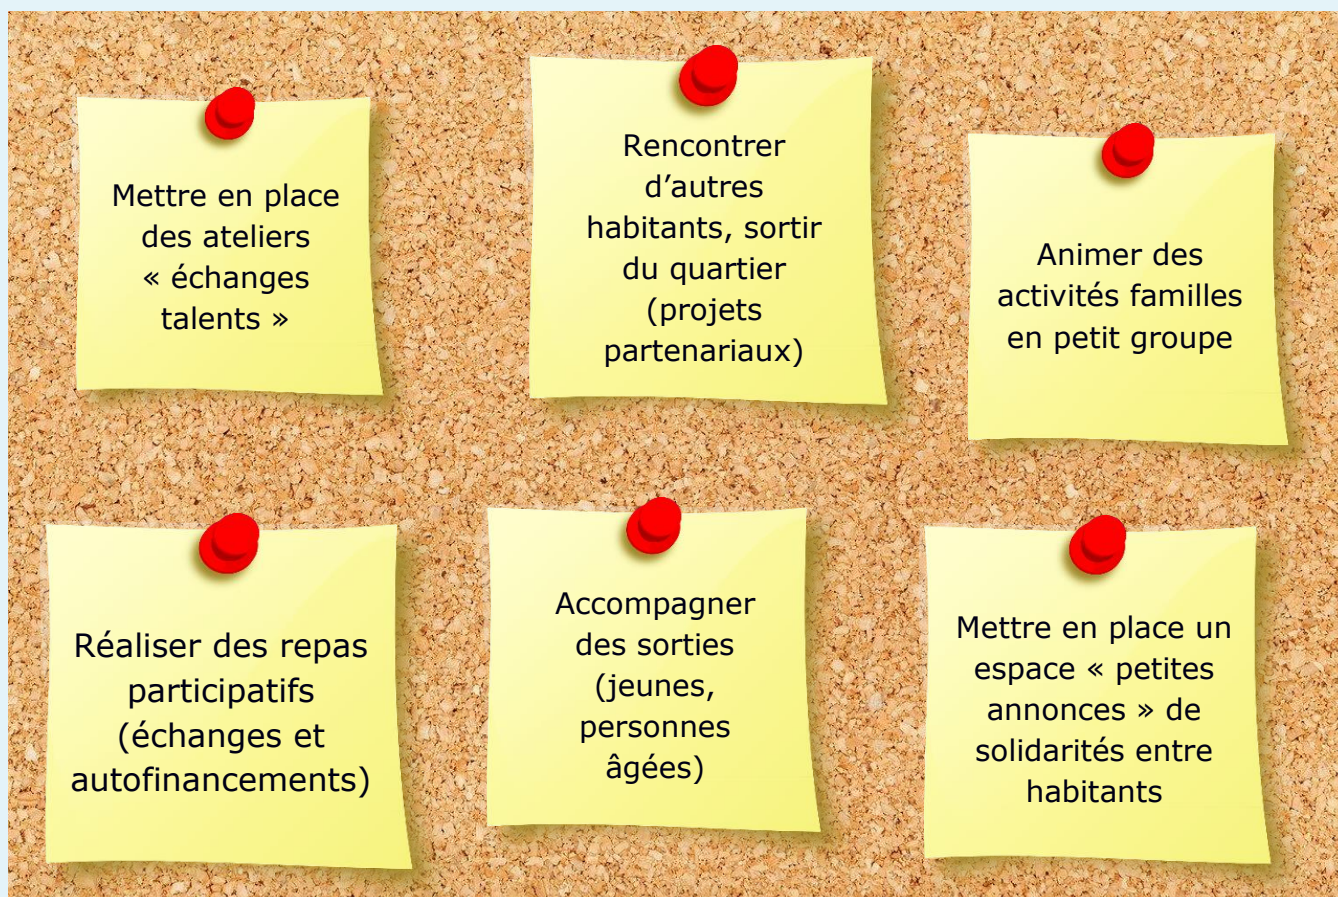 Mettre en place
des ateliers
« échanges
talents »
Rencontrer
d’autres
habitants, sortir
du quartier
(projets
partenariaux)
Animer des
activités familles
en petit groupe
Réaliser des repas
participatifs
(échanges et
autofinancements)
Accompagner
des sorties
(jeunes,
personnes
âgées)
Mettre en place un
espace « petites
annonces » de
solidarités entre
habitants